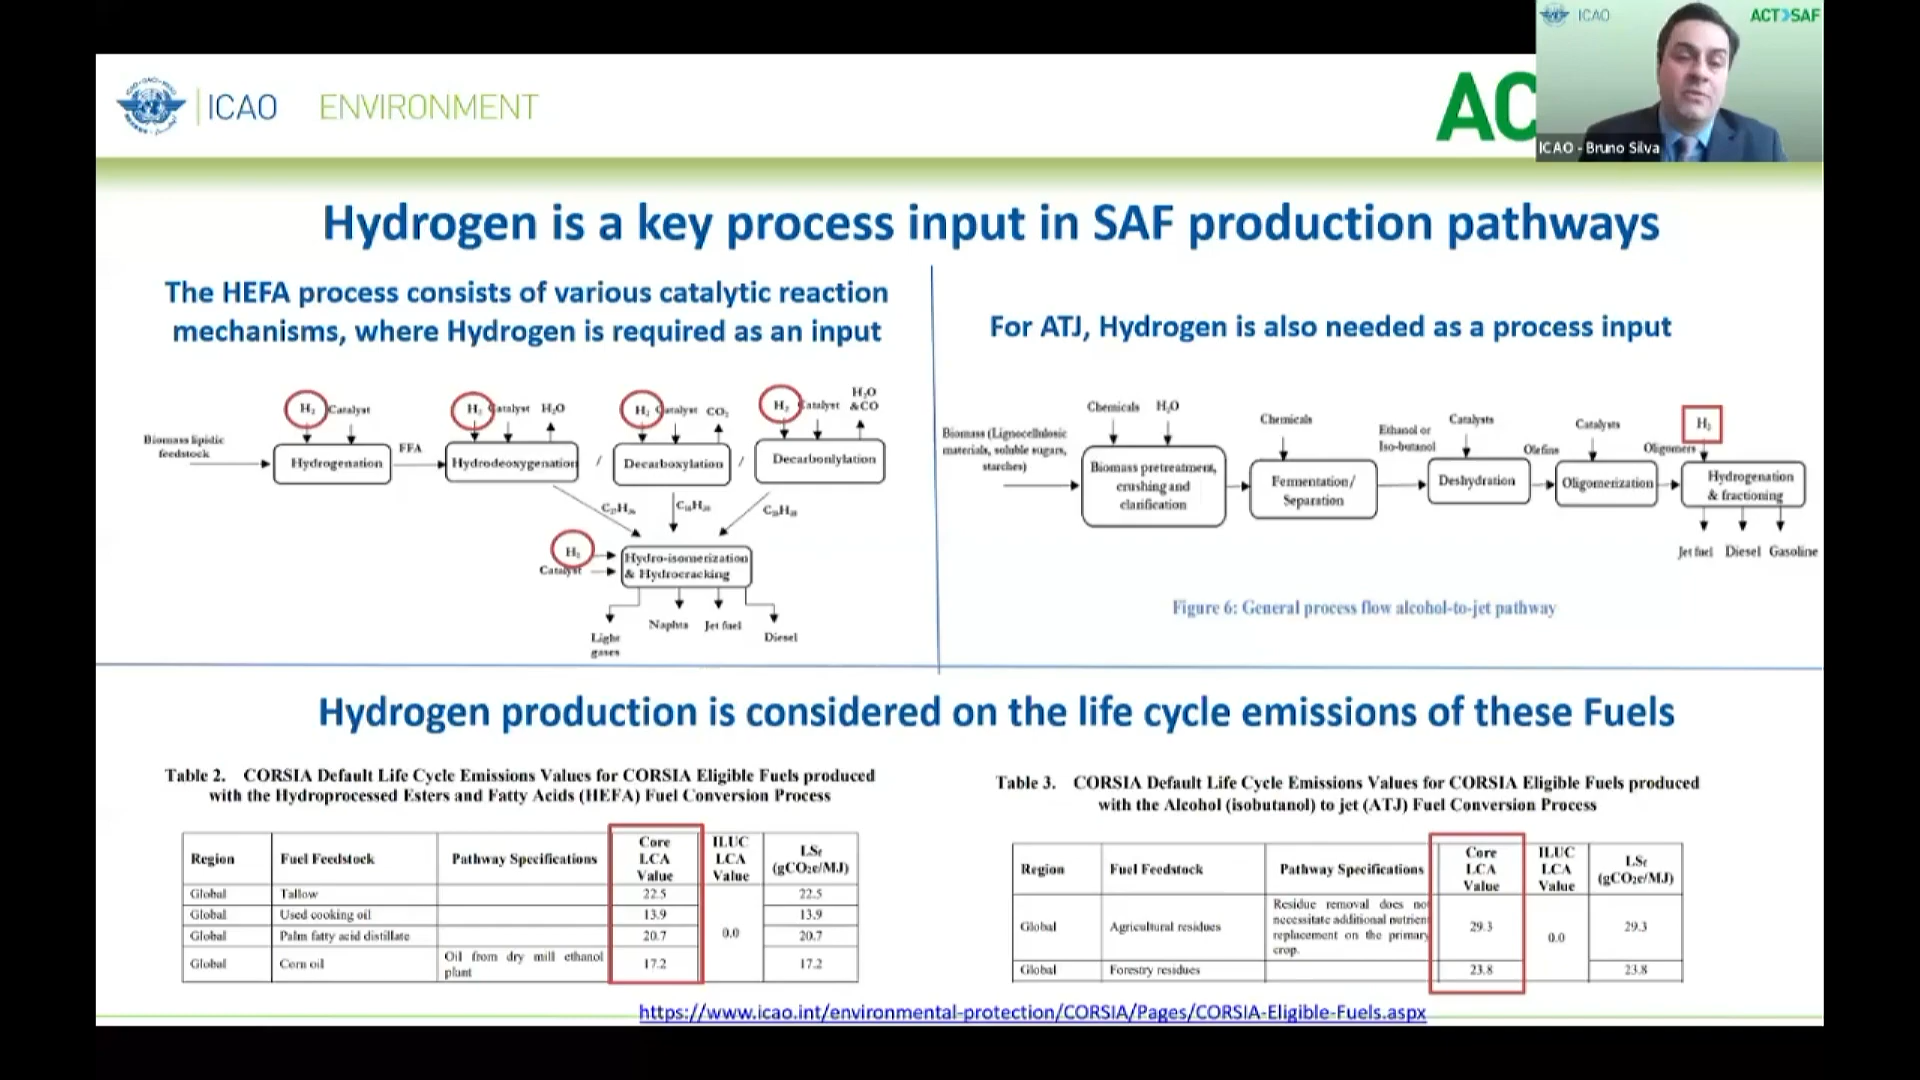 ICAO
ACT SAF
ICAO ENVIRONMENT
AC
ICAO - Bruno Silva
Hydrogen is a key process input in SAF production pathways
The HEFA process consists of various catalytic reaction
mechanisms, where Hydrogen is required as an input
H₂ Catalyst
H₂ Catalyst H₂O
H₂ Catalyst CO₂
H₂ Catalyst
H₂O
&CO
Biomass lipidic
feedstock
Hydrogenation
FFA
Hydrodeoxygenation
/
Decarboxylation
/
Decarbonlylation
H₂
Catalyst
Hydro-isomerization
& Hydrocracking
Light
gases
Naphta
Jet fuel
Diesel
For ATJ, Hydrogen is also needed as a process input
Biomass (Lignocellulosic
materials, soluble sugars,
starches)
Chemicals H₂O
Biomass pretreatment,
crushing and
clarification
Chemicals
Fementation/
Separation
Ethanol or
Iso-butanol
Catalysts
Deshydration
Olefins
Catalysts
Oligomerization
Oligomers
H₂
Hydrogenation
& fractioning
Jet fuel Diesel Gasoline
Figure 6: General process flow alcohol-to-jet pathway
Hydrogen production is considered on the life cycle emissions of these Fuels
Table 2. CORSIA Default Life Cycle Emissions Values for CORSIA Eligible Fuels produced
with the Hydroprocessed Esters and Fatty Acids (HEFA) Fuel Conversion Process
Region Fuel Feedstock Pathway Specifications Core LCA Value ILUC LCA Value LSf (gCO₂e/MJ)
Global Tallow 22.5 22.5
Global Used cooking oil 13.9 13.9
Global Palm fatty acid distillate 20.7 0.0 20.7
Global Corn oil Oil from dry mill ethanol plant 17.2 17.2
Table 3. CORSIA Default Life Cycle Emissions Values for CORSIA Eligible Fuels produced
with the Alcohol (isobutanol) to jet (ATJ) Fuel Conversion Process
Region Fuel Feedstock Pathway Specifications Core LCA Value ILUC LCA Value LSf (gCO₂e/MJ)
Global Agricultural residues Residue removal does no necessitate additional nutrien replacement on the primary crop. 29.3 0.0 29.3
Global Forestry residues 23.8 23.8
https://www.icao.int/environmental-protection/CORSIA/Pages/CORSIA-Eligible-Fuels.aspx